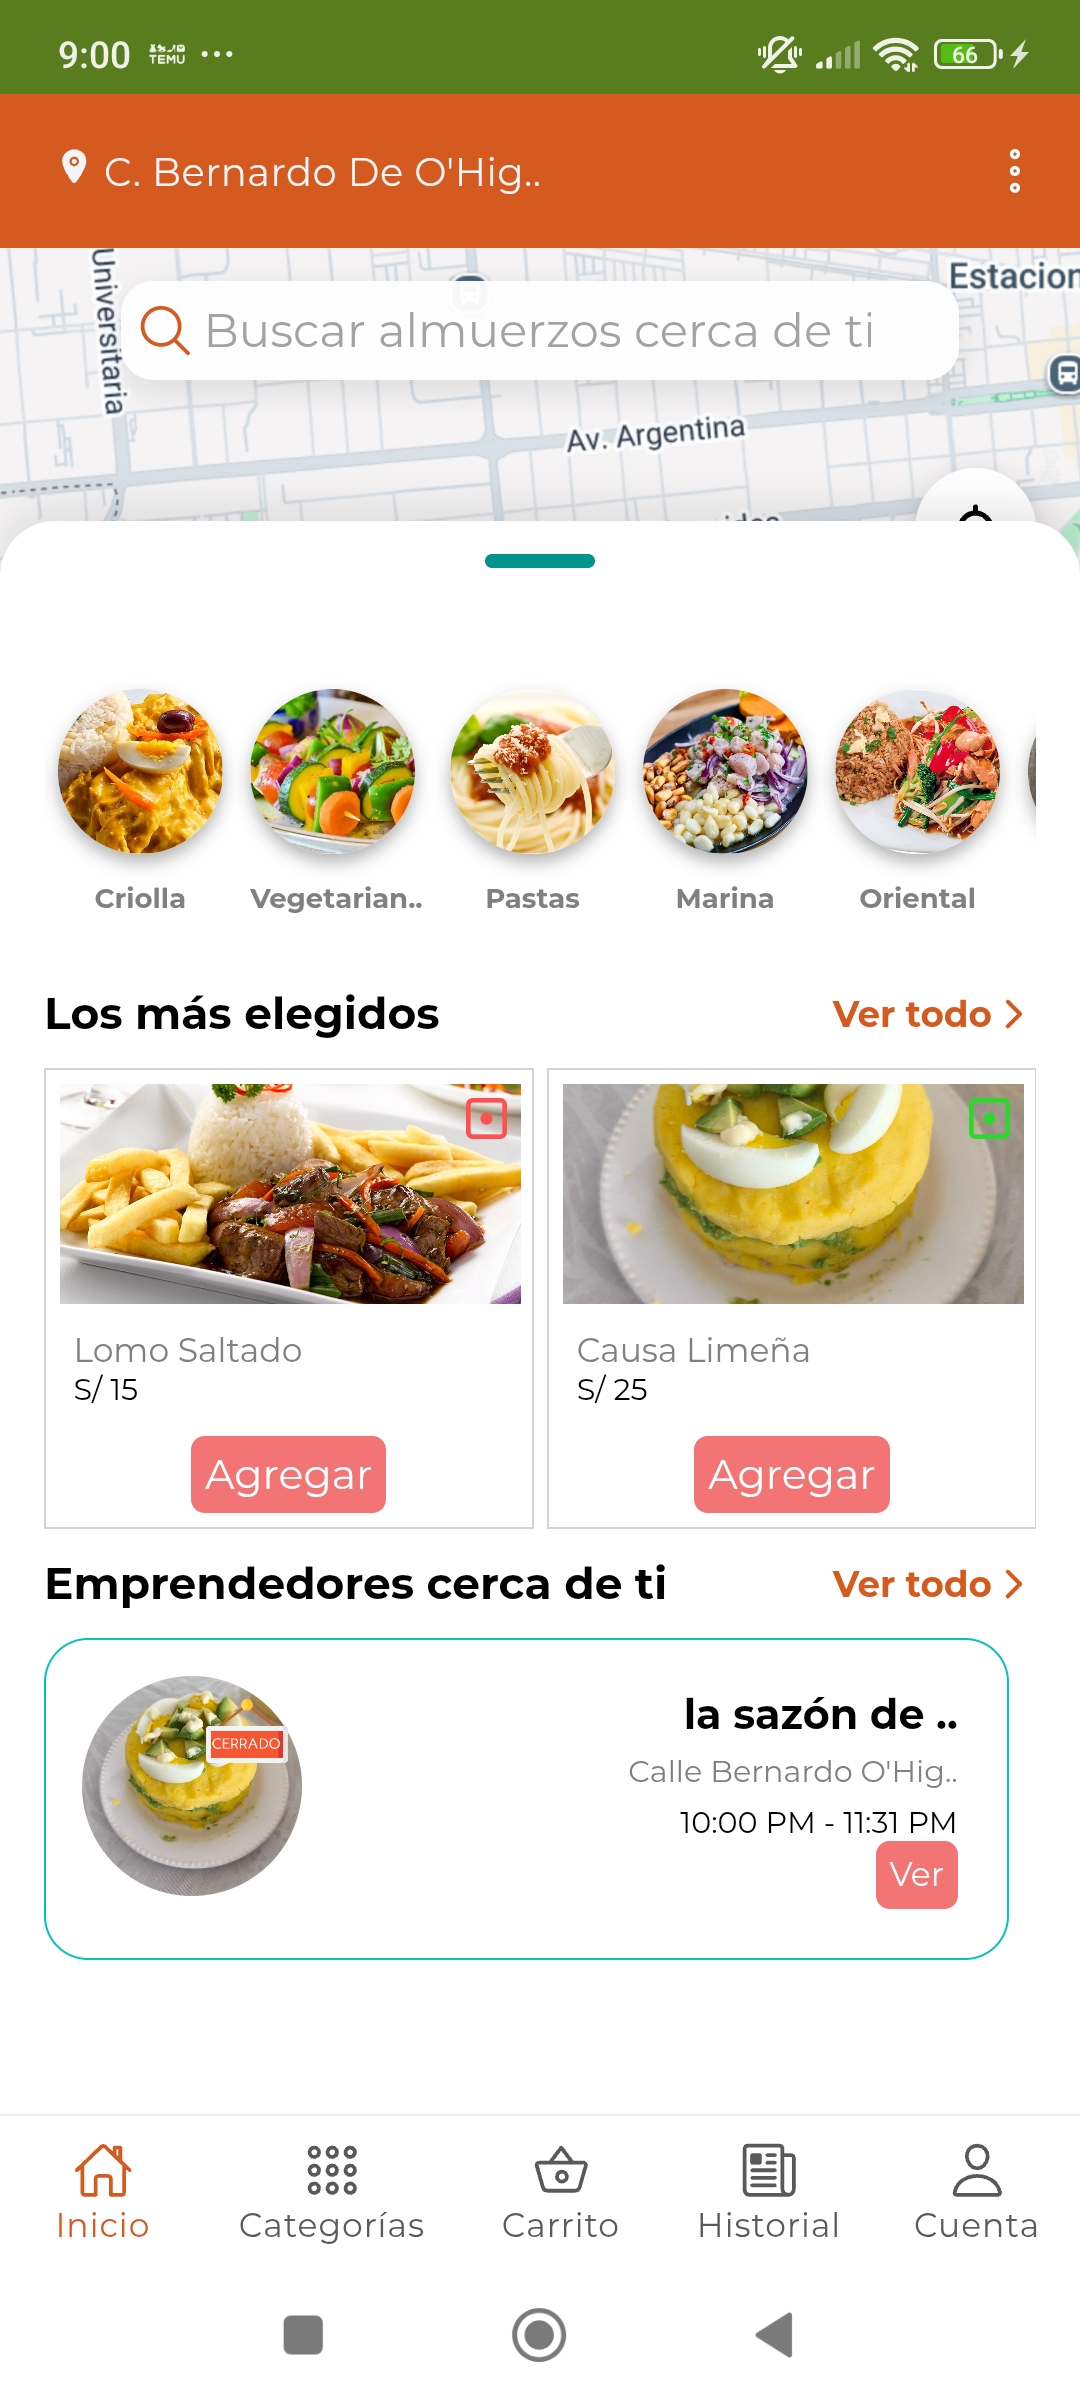 9:00 TEMU ... 66
C. Bernardo De O'Hig..
Universitaria
Estacion
Buscar almuerzos cerca de ti
Av. Argentina
Criolla Vegetarian.. Pastas Marina Oriental
Los más elegidos Ver todo
Lomo Saltado
S/ 15
Agregar
Causa Limeña
S/ 25
Agregar
Emprendedores cerca de ti Ver todo
CERRADO
la sazón de ..
Calle Bernardo O'Hig..
10:00 PM - 11:31 PM
Ver
Inicio Categorías Carrito Historial Cuenta